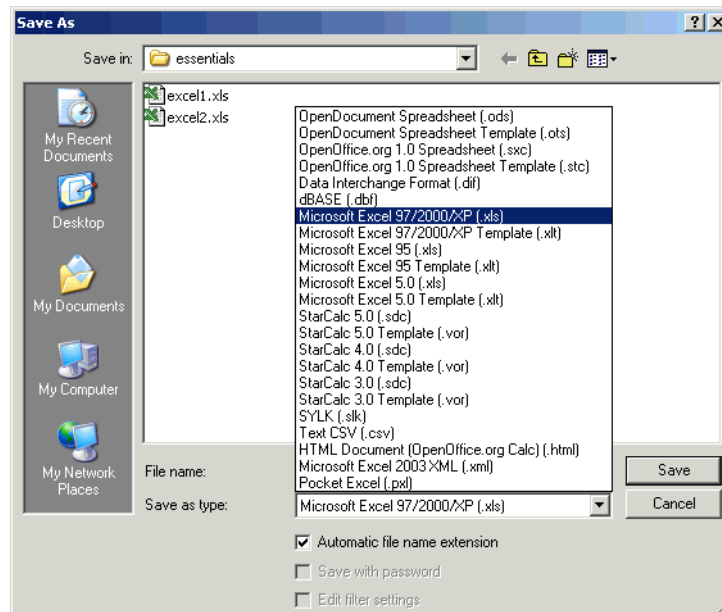 Save As
Save in:
essentials
My Recent
Documents
Desktop
My Documents
My Computer
My Network
Places
excel1.xls
excel2.xls
OpenDocument Spreadsheet (.ods)
OpenDocument Spreadsheet Template (.ots)
OpenOffice.org 1.0 Spreadsheet (.sxc)
OpenOffice.org 1.0 Spreadsheet Template (.stc)
Data Interchange Format (.dif)
dBASE (.dbf)
Microsoft Excel 97/2000/XP (.xls)
Microsoft Excel 97/2000/XP Template (.xlt)
Microsoft Excel 95 (.xls)
Microsoft Excel 95 Template (.xlt)
Microsoft Excel 5.0 (.xls)
Microsoft Excel 5.0 Template (.xlt)
StarCalc 5.0 (.sdc)
StarCalc 5.0 Template (.vor)
StarCalc 4.0 (.sdc)
StarCalc 4.0 Template (.vor)
StarCalc 3.0 (.sdc)
StarCalc 3.0 Template (.vor)
SYLK (.slk)
Text CSV (.csv)
HTML Document (OpenOffice.org Calc) (.html)
Microsoft Excel 2003 XML (.xml)
Pocket Excel (.pxl)
File name:
Save
Save as type:
Microsoft Excel 97/2000/XP (.xls)
Cancel
Automatic file name extension
Save with password
Edit filter settings